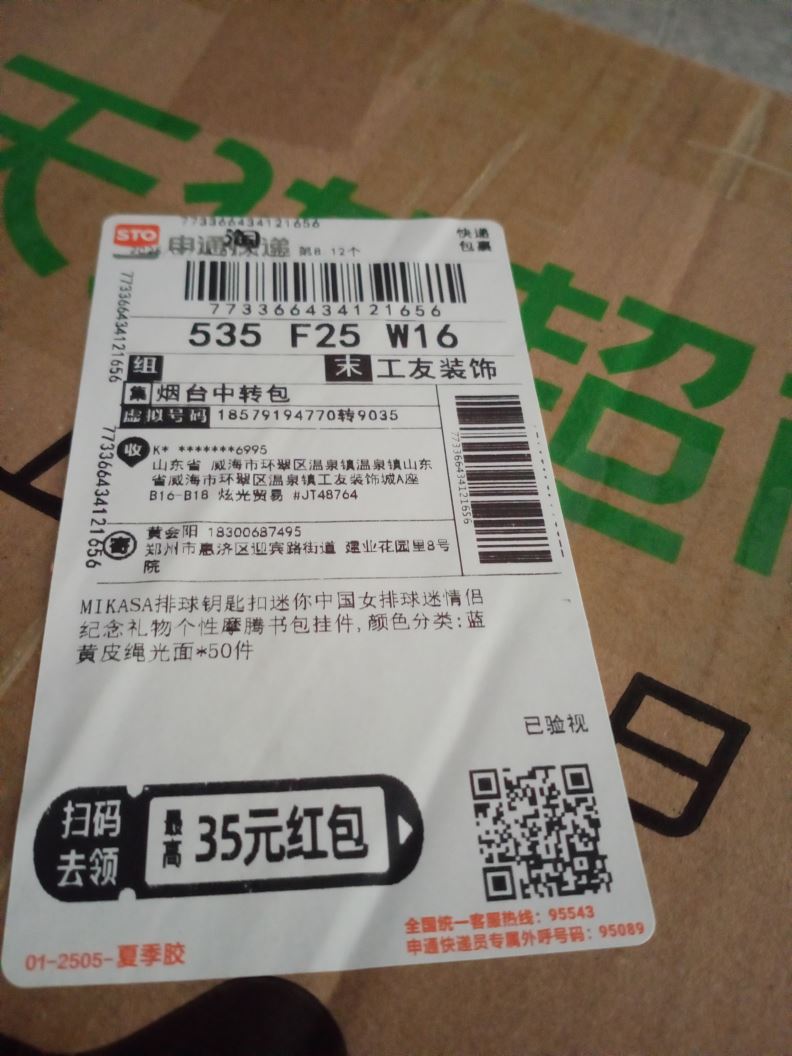 天猫超市
773366434121656
STO
申通快递
淘
第8 12个
快递
包裹
773366434121656
535 F25 W16
773366434121656
组
末 工友装饰
集 烟台中转包
虚拟号码 18579194770转9035
收
K* *******6995
山东省 威海市环翠区温泉镇温泉镇山东
省威海市环翠区温泉镇工友装饰城A座
B16-B18 炫光贸易 #JT48764
773366434121656
773366434121656
寄
黄会阳 18300687495
郑州市惠济区迎宾路街道 建业花园里8号
院
MIKASA排球钥匙扣迷你中国女排球迷情侣
纪念礼物个性摩腾书包挂件,颜色分类:蓝
黄皮绳光面*50件
已验视
扫码
去领
最高
35元红包
全国统一客服热线: 95543
申通快递员专属外呼号码: 95089
01-2505-夏季胶